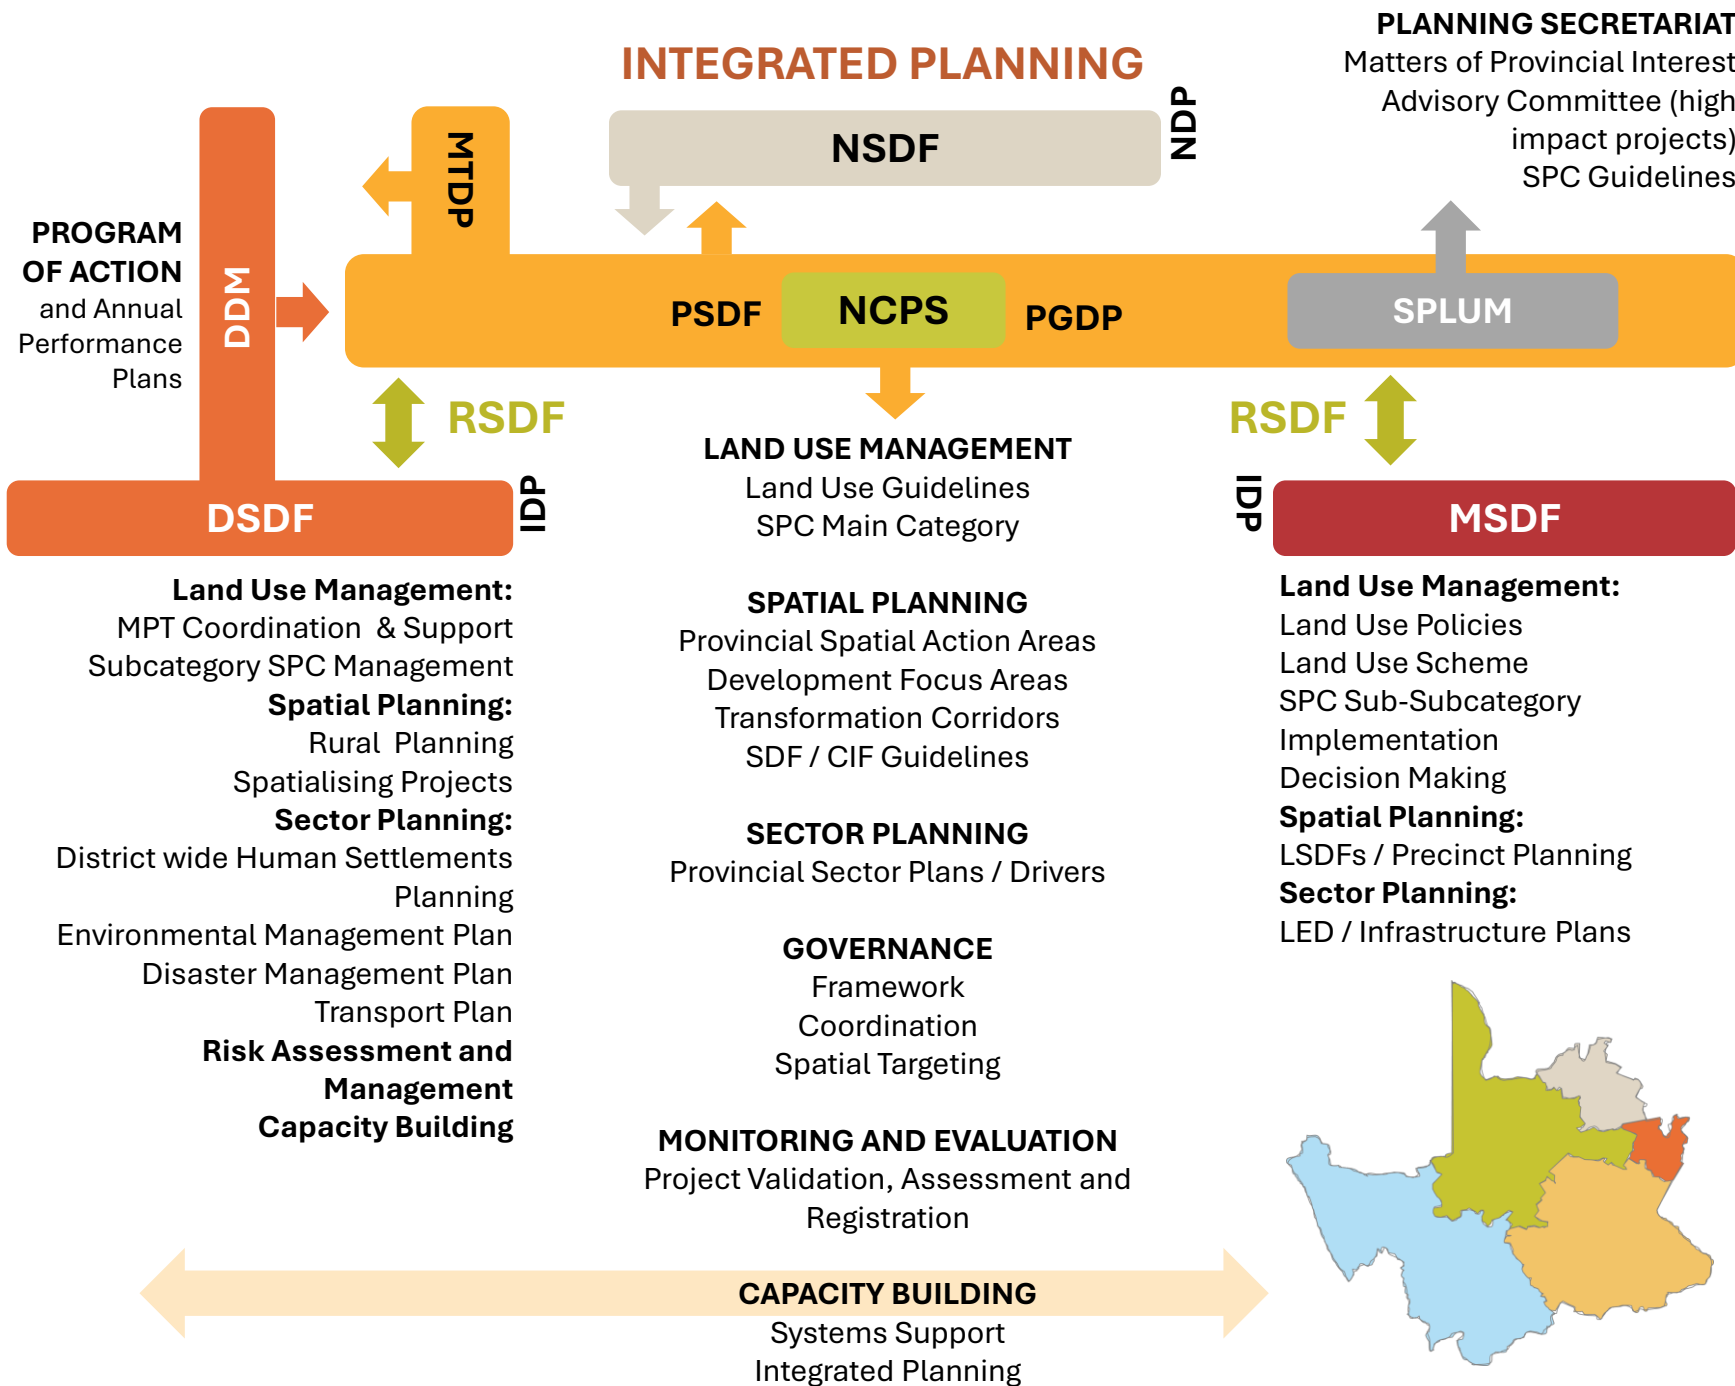 INTEGRATED PLANNING
PLANNING SECRETARIAT
Matters of Provincial Interest
Advisory Committee (high
impact projects)
SPC Guidelines
NDP
NSDF
MTDP
PROGRAM
OF ACTION
and Annual
Performance
Plans
DDM
PSDF
NCPS
PGDP
SPLUM
RSDF
RSDF
DSDF
IDP
IDP
MSDF
Land Use Management:
MPT Coordination & Support
Subcategory SPC Management
Spatial Planning:
Rural Planning
Spatialising Projects
Sector Planning:
District wide Human Settlements
Planning
Environmental Management Plan
Disaster Management Plan
Transport Plan
Risk Assessment and
Management
Capacity Building
LAND USE MANAGEMENT
Land Use Guidelines
SPC Main Category
SPATIAL PLANNING
Provincial Spatial Action Areas
Development Focus Areas
Transformation Corridors
SDF / CIF Guidelines
SECTOR PLANNING
Provincial Sector Plans / Drivers
GOVERNANCE
Framework
Coordination
Spatial Targeting
MONITORING AND EVALUATION
Project Validation, Assessment and
Registration
CAPACITY BUILDING
Systems Support
Integrated Planning
Land Use Management:
Land Use Policies
Land Use Scheme
SPC Sub-Subcategory
Implementation
Decision Making
Spatial Planning:
LSDFs / Precinct Planning
Sector Planning:
LED / Infrastructure Plans